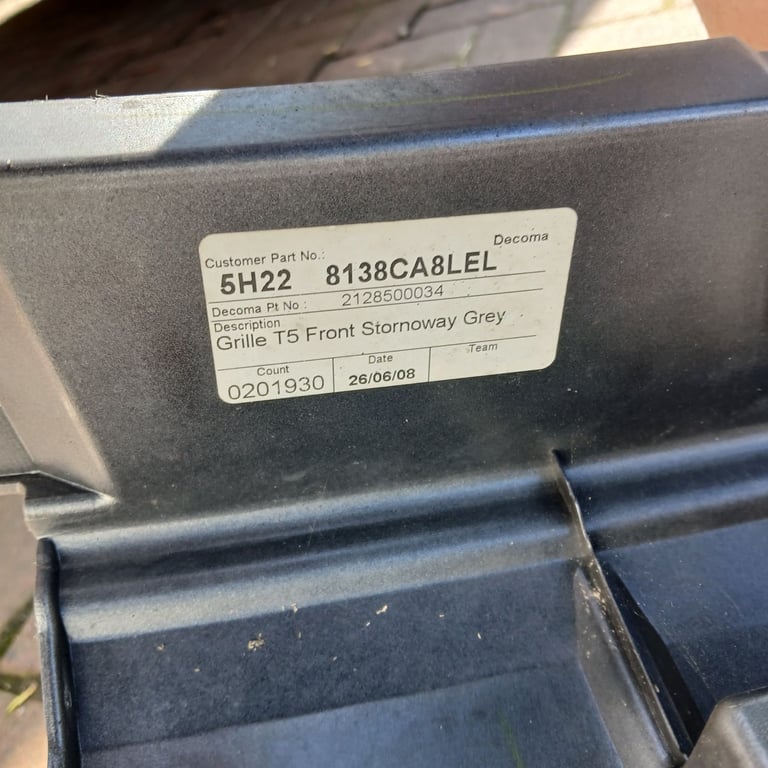 Decoma
Customer Part No.:
5H22 8138CA8LEL
Decoma Pt No : 2128500034
Description
Grille T5 Front Stornoway Grey
Count Date Team
0201930 26/06/08